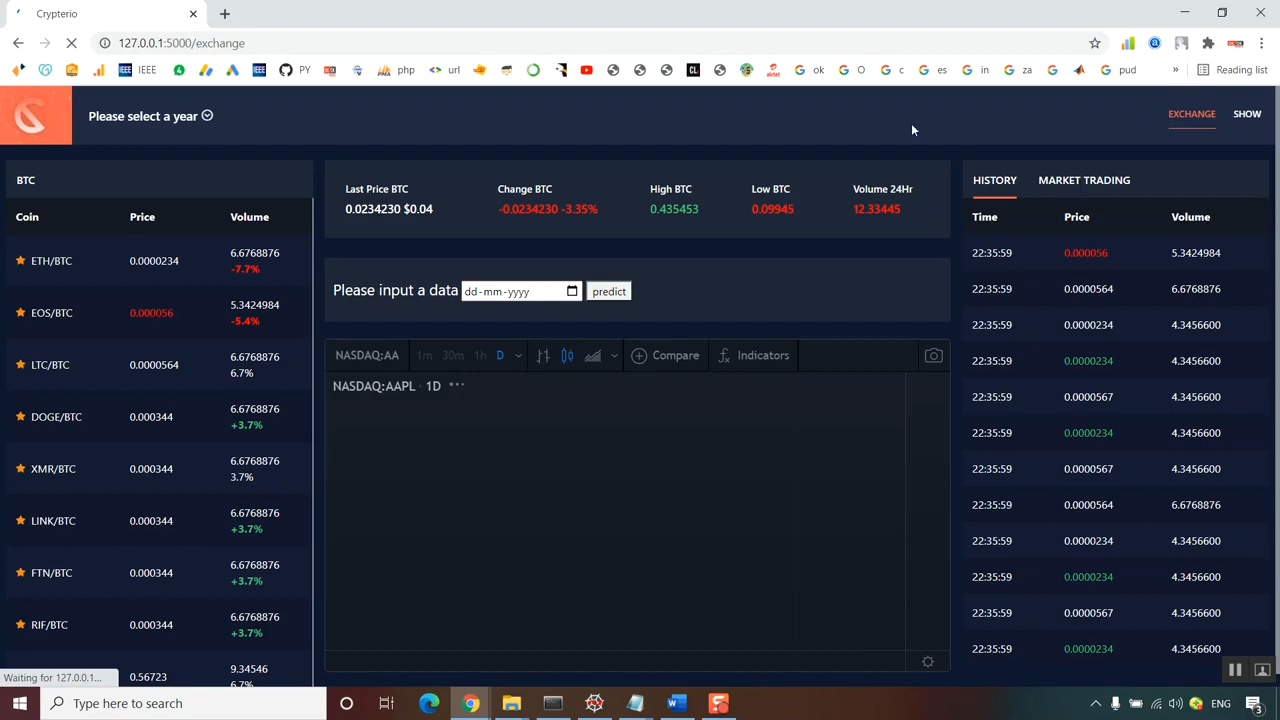 Crypterio
127.0.0.1:5000/exchange
IEEE PY php url CL airtel ok O c es in za pud » Reading list
Please select a year
EXCHANGE SHOW
BTC
Coin Price Volume
ETH/BTC 0.0000234 6.6768876
-7.7%
EOS/BTC 0.000056 5.3424984
-5.4%
LTC/BTC 0.0000564 6.6768876
6.7%
DOGE/BTC 0.000344 6.6768876
+3.7%
XMR/BTC 0.000344 6.6768876
3.7%
LINK/BTC 0.000344 6.6768876
+3.7%
FTN/BTC 0.000344 6.6768876
+3.7%
RIF/BTC 0.000344 6.6768876
+3.7%
0.56723 9.34546
6.7%
Last Price BTC Change BTC High BTC Low BTC Volume 24Hr
0.0234230 $0.04 -0.0234230 -3.35% 0.435453 0.09945 12.33445
Please input a data dd-mm-yyyy predict
NASDAQ:AA 1m 30m 1h D Compare Indicators
NASDAQ:AAPL · 1D
HISTORY MARKET TRADING
Time Price Volume
22:35:59 0.000056 5.3424984
22:35:59 0.0000564 6.6768876
22:35:59 0.0000234 4.3456600
22:35:59 0.0000234 4.3456600
22:35:59 0.0000567 4.3456600
22:35:59 0.0000234 4.3456600
22:35:59 0.0000567 4.3456600
22:35:59 0.0000564 6.6768876
22:35:59 0.0000234 4.3456600
22:35:59 0.0000234 4.3456600
22:35:59 0.0000567 4.3456600
22:35:59 0.0000234 4.3456600
Waiting for 127.0.0.1...
Type here to search
ENG
3